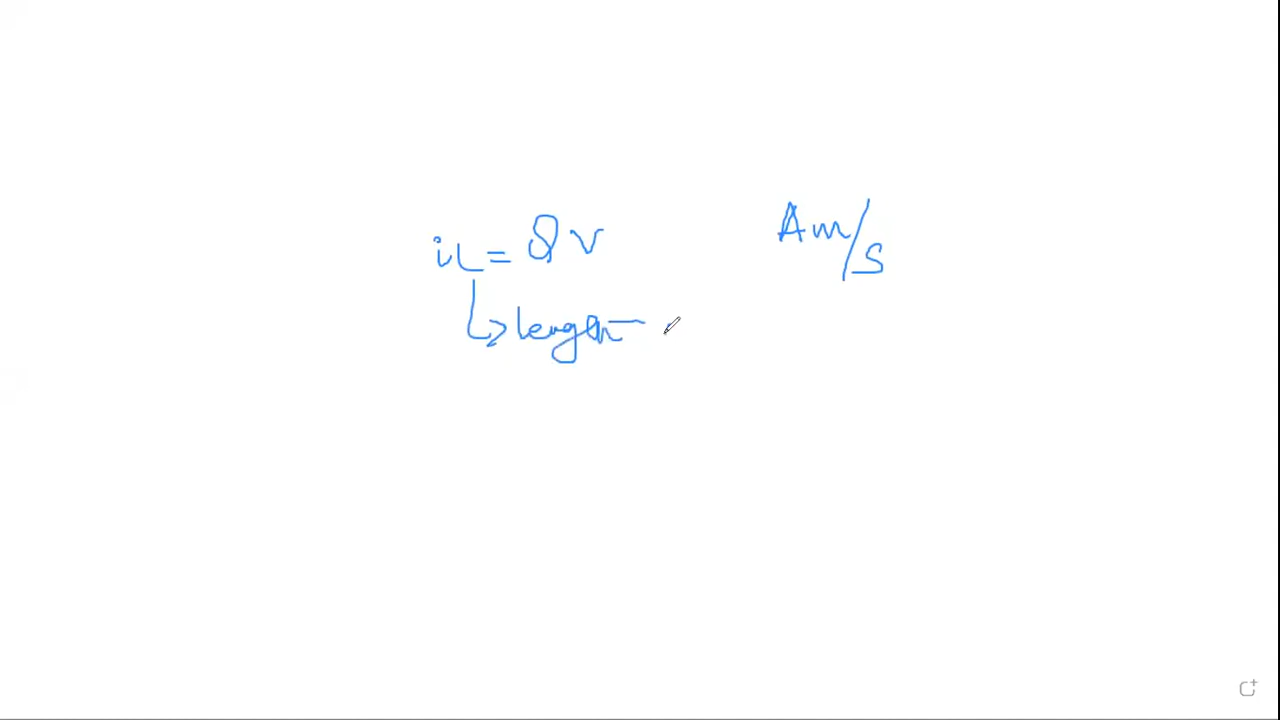 iL = QV
Am/s
↳ length